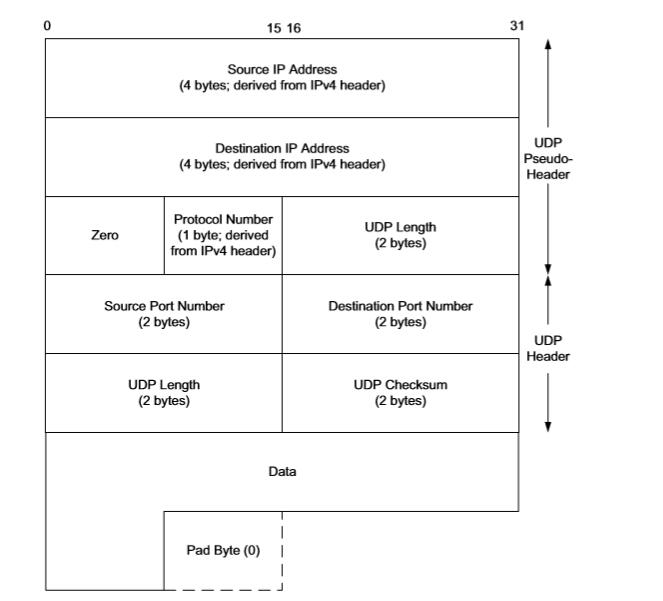 0
15 16
31
Source IP Address
(4 bytes; derived from IPv4 header)
Destination IP Address
(4 bytes; derived from IPv4 header)
UDP
Pseudo-
Header
Zero
Protocol Number
(1 byte; derived
from IPv4 header)
UDP Length
(2 bytes)
Source Port Number
(2 bytes)
Destination Port Number
(2 bytes)
UDP
Header
UDP Length
(2 bytes)
UDP Checksum
(2 bytes)
Data
Pad Byte (0)